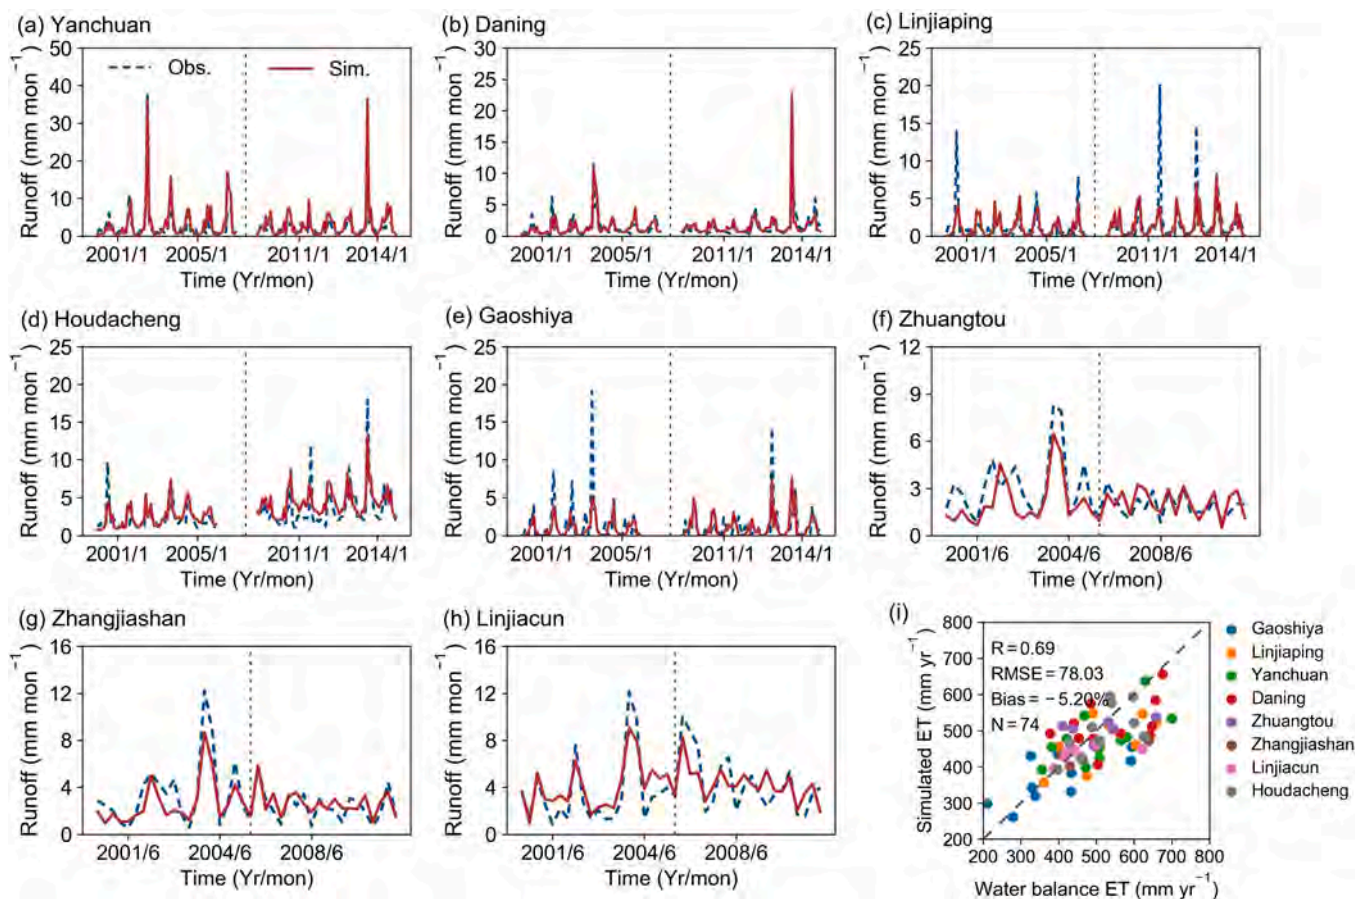 (a) Yanchuan
50
40
30
20
10
0
Runoff (mm mon⁻¹)
Obs.
Sim.
2001/1 2005/1 2011/1 2014/1
Time (Yr/mon)
(b) Daning
30
25
20
15
10
5
0
Runoff (mm mon⁻¹)
2001/1 2005/1 2011/1 2014/1
Time (Yr/mon)
(c) Linjiaping
25
20
15
10
5
0
Runoff (mm mon⁻¹)
2001/1 2005/1 2011/1 2014/1
Time (Yr/mon)
(d) Houdacheng
25
20
15
10
5
0
Runoff (mm mon⁻¹)
2001/1 2005/1 2011/1 2014/1
Time (Yr/mon)
(e) Gaoshiya
25
20
15
10
5
0
Runoff (mm mon⁻¹)
2001/1 2005/1 2011/1 2014/1
Time (Yr/mon)
(f) Zhuangtou
12
9
6
3
0
Runoff (mm mon⁻¹)
2001/6 2004/6 2008/6
Time (Yr/mon)
(g) Zhangjiashan
16
12
8
4
0
Runoff (mm mon⁻¹)
2001/6 2004/6 2008/6
Time (Yr/mon)
(h) Linjiacun
16
12
8
4
0
Runoff (mm mon⁻¹)
2001/6 2004/6 2008/6
Time (Yr/mon)
(i)
800
700
600
500
400
300
200
Simulated ET (mm yr⁻¹)
R = 0.69
RMSE = 78.03
Bias = −5.20%
N = 74
200 300 400 500 600 700 800
Water balance ET (mm yr⁻¹)
Gaoshiya
Linjiaping
Yanchuan
Daning
Zhuangtou
Zhangjiashan
Linjiacun
Houdacheng